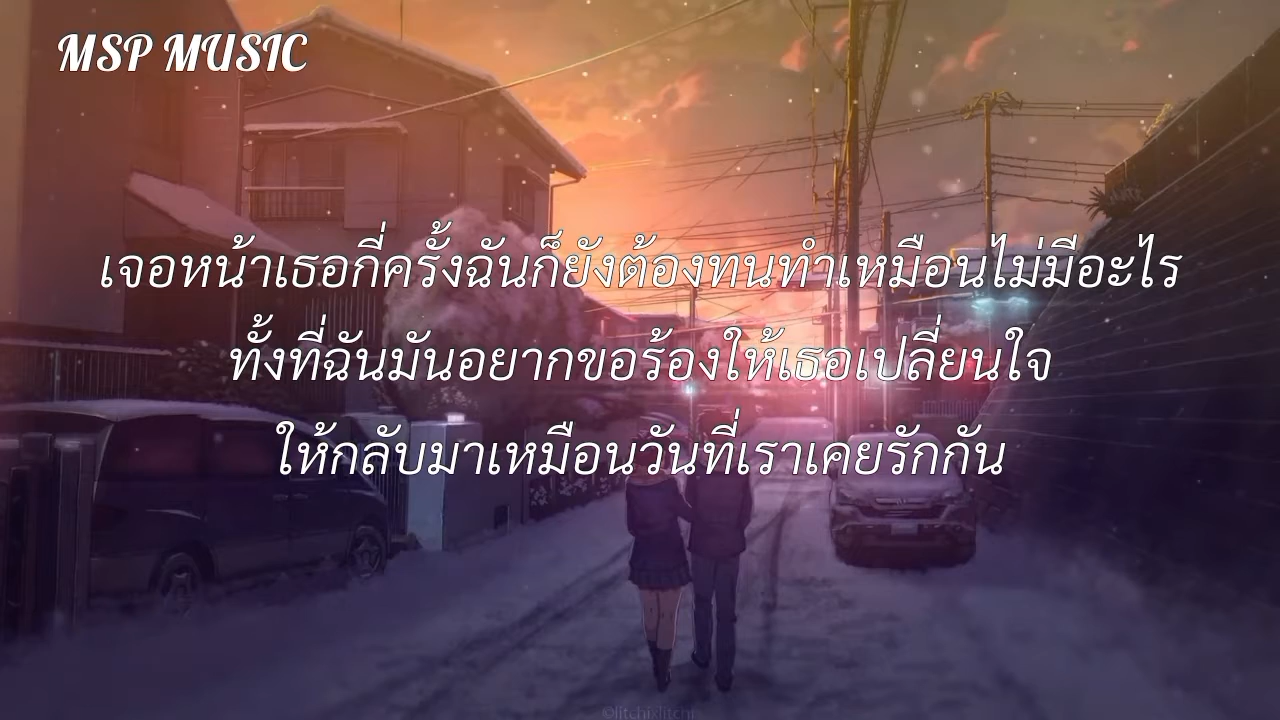 MSP MUSIC
เจอหน้าเธอกี่ครั้งฉันก็ยังต้องทนทำเหมือนไม่มีอะไร
ทั้งที่ฉันมันอยากขอร้องให้เธอเปลี่ยนใจ
ให้กลับมาเหมือนวันที่เราเคยรักกัน
©litchixlitchi